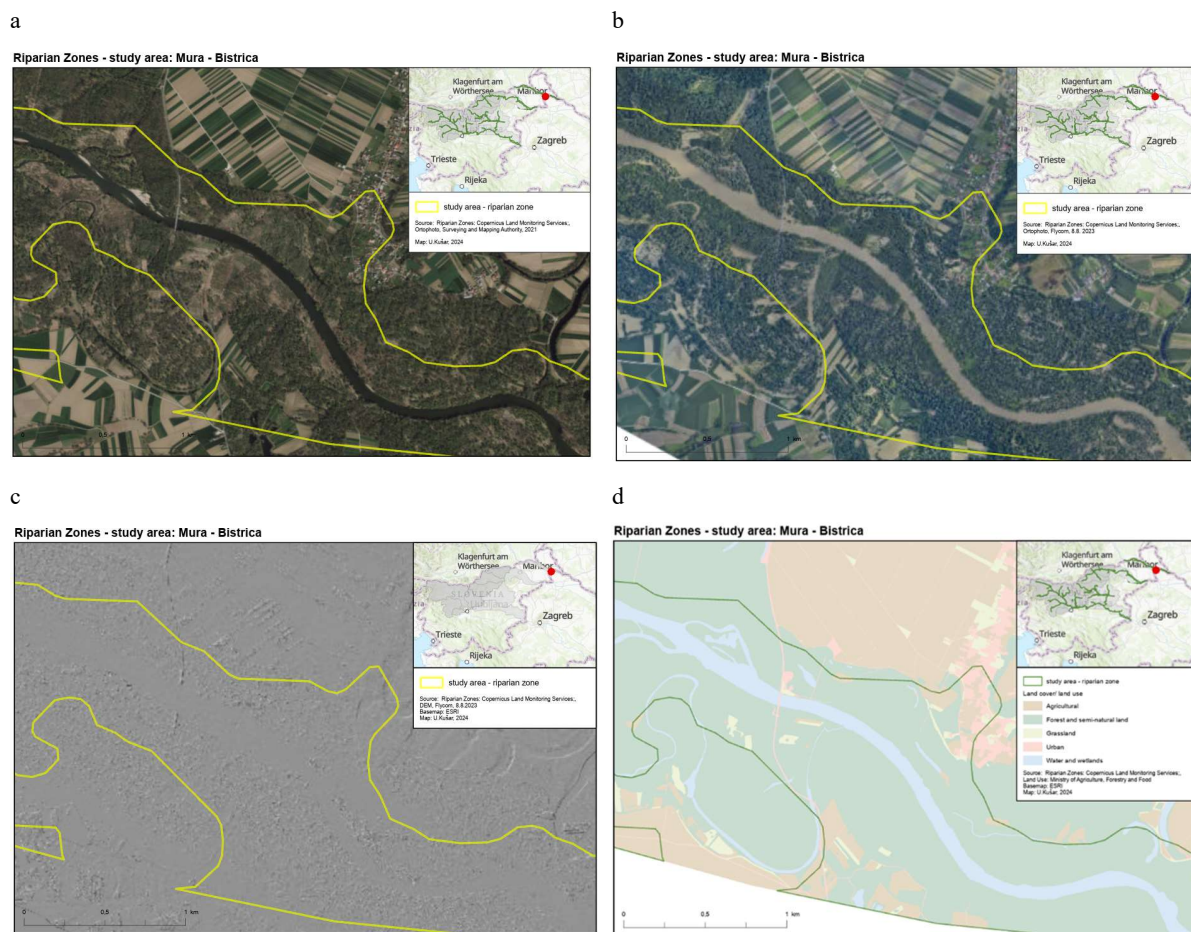 a
b
Riparian Zones - study area: Mura - Bistrica
Klagenfurt am
Wörthersee
Maribor
Zagreb
Trieste
Rijeka
study area - riparian zone
Source: Riparian Zones: Copernicus Land Monitoring Services;,
Ortophoto, Surveying and Mapping Authority, 2021
Map: U.Kušar, 2024
0,5
1 km
Riparian Zones - study area: Mura - Bistrica
Klagenfurt am
Wörthersee
Maribor
Zagreb
Trieste
Rijeka
study area - riparian zone
Source: Riparian Zones: Copernicus Land Monitoring Services;,
Ortophoto, Flycom, 8.8. 2023
Map: U.Kušar, 2024
0
0,5
1 km
c
d
Riparian Zones - study area: Mura - Bistrica
Klagenfurt am
Wörthersee
Maribor
SLOVENIA
Zagreb
Trieste
Rijeka
study area - riparian zone
Source: Riparian Zones: Copernicus Land Monitoring Services;,
DEM, Flycom, 8.8.2023
Basemap: ESRI
Map: U.Kušar, 2024
0
0,5
1 km
Riparian Zones - study area: Mura - Bistrica
Klagenfurt am
Wörthersee
Maribor
Zagreb
Trieste
Rijeka
study area - riparian zone
Land cover/ land use
Agricultural
Forest and semi-natural land
Grassland
Urban
Water and wetlands
Source: Riparian Zones: Copernicus Land Monitoring Services;,
Land Use: Ministry of Agriculture, Forestry and Food
Basemap: ESRI
Map: U.Kušar, 2024
0
0,5
1 km